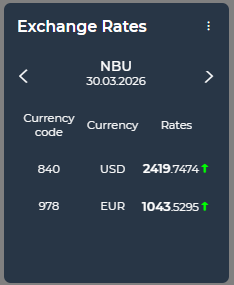 Exchange Rates
NBU
30.03.2026
Currency code Currency Rates
840 USD 2419.7474
978 EUR 1043.5295